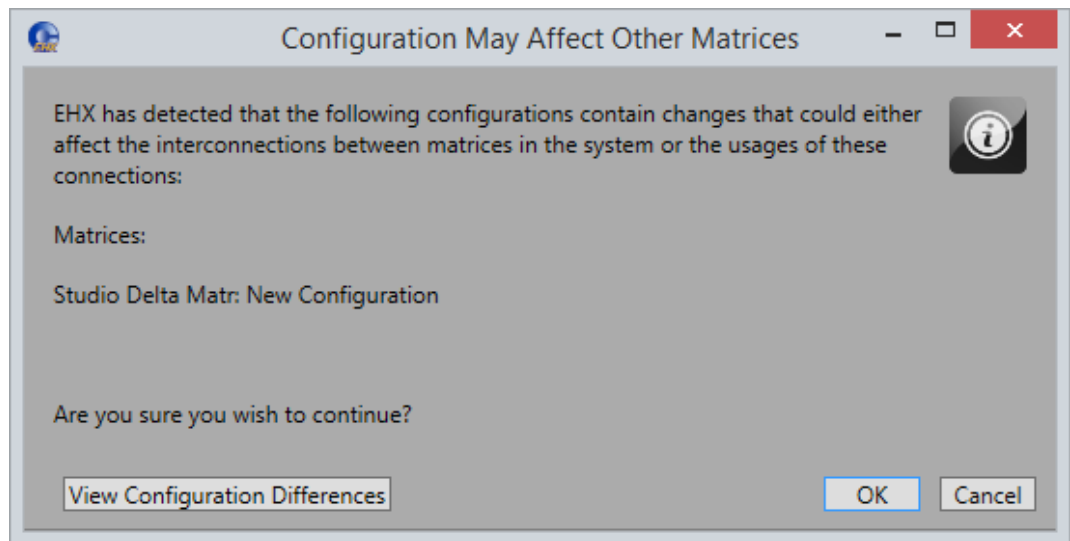 Configuration May Affect Other Matrices
EHX has detected that the following configurations contain changes that could either
affect the interconnections between matrices in the system or the usages of these
connections:
Matrices:
Studio Delta Matr: New Configuration
Are you sure you wish to continue?
View Configuration Differences
OK
Cancel